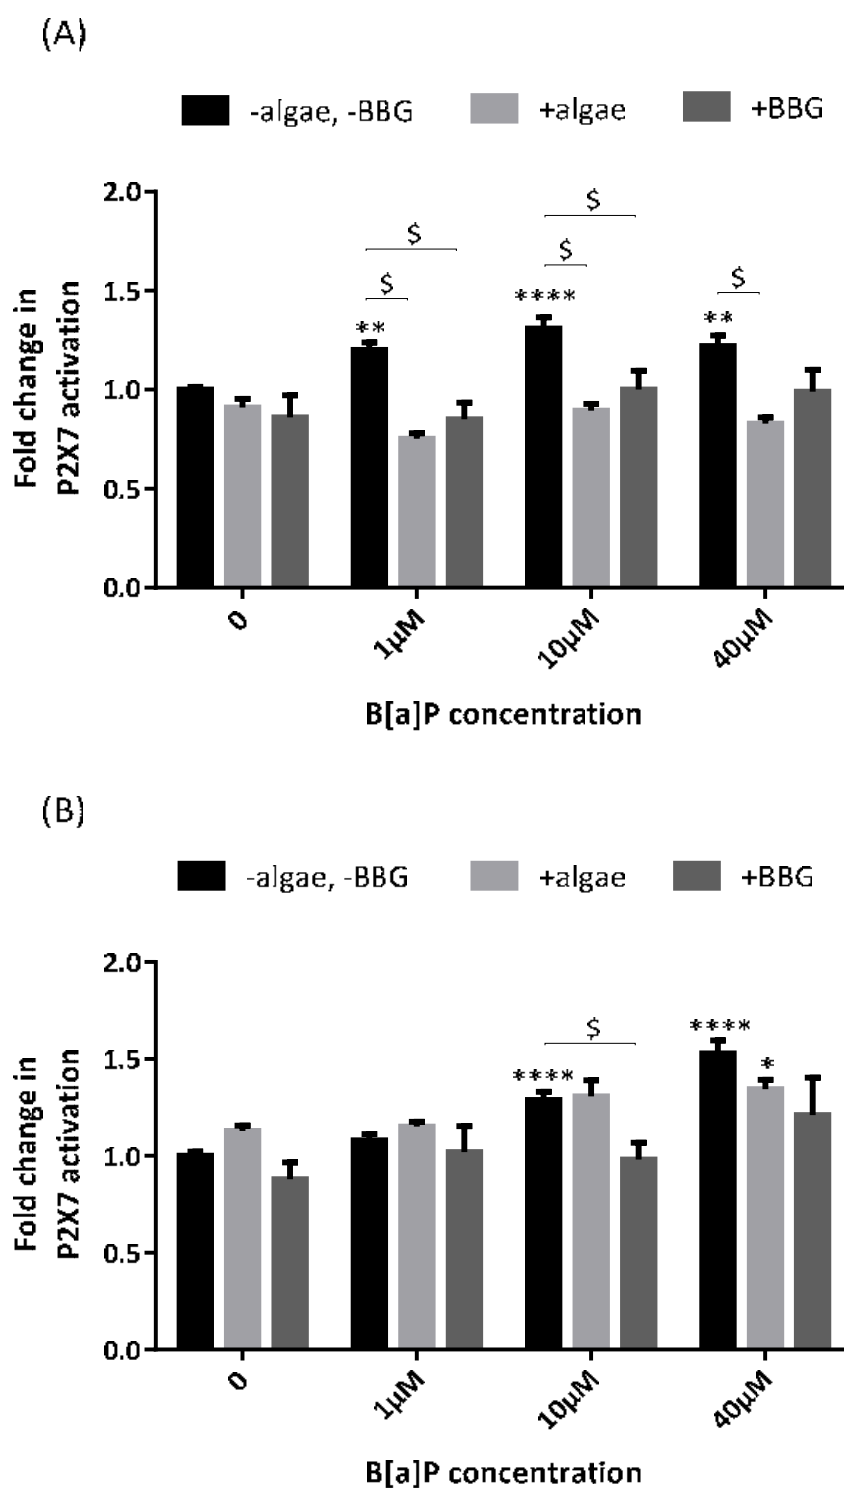 (A)
-algae, -BBG +algae +BBG
2.0
1.5
1.0
0.5
0.0
Fold change in
P2X7 activation
$
$
$
$
$
**
****
**
0 1µM 10µM 40µM
B[a]P concentration
(B)
-algae, -BBG +algae +BBG
2.0
1.5
1.0
0.5
0.0
Fold change in
P2X7 activation
$
****
****
*
0 1µM 10µM 40µM
B[a]P concentration